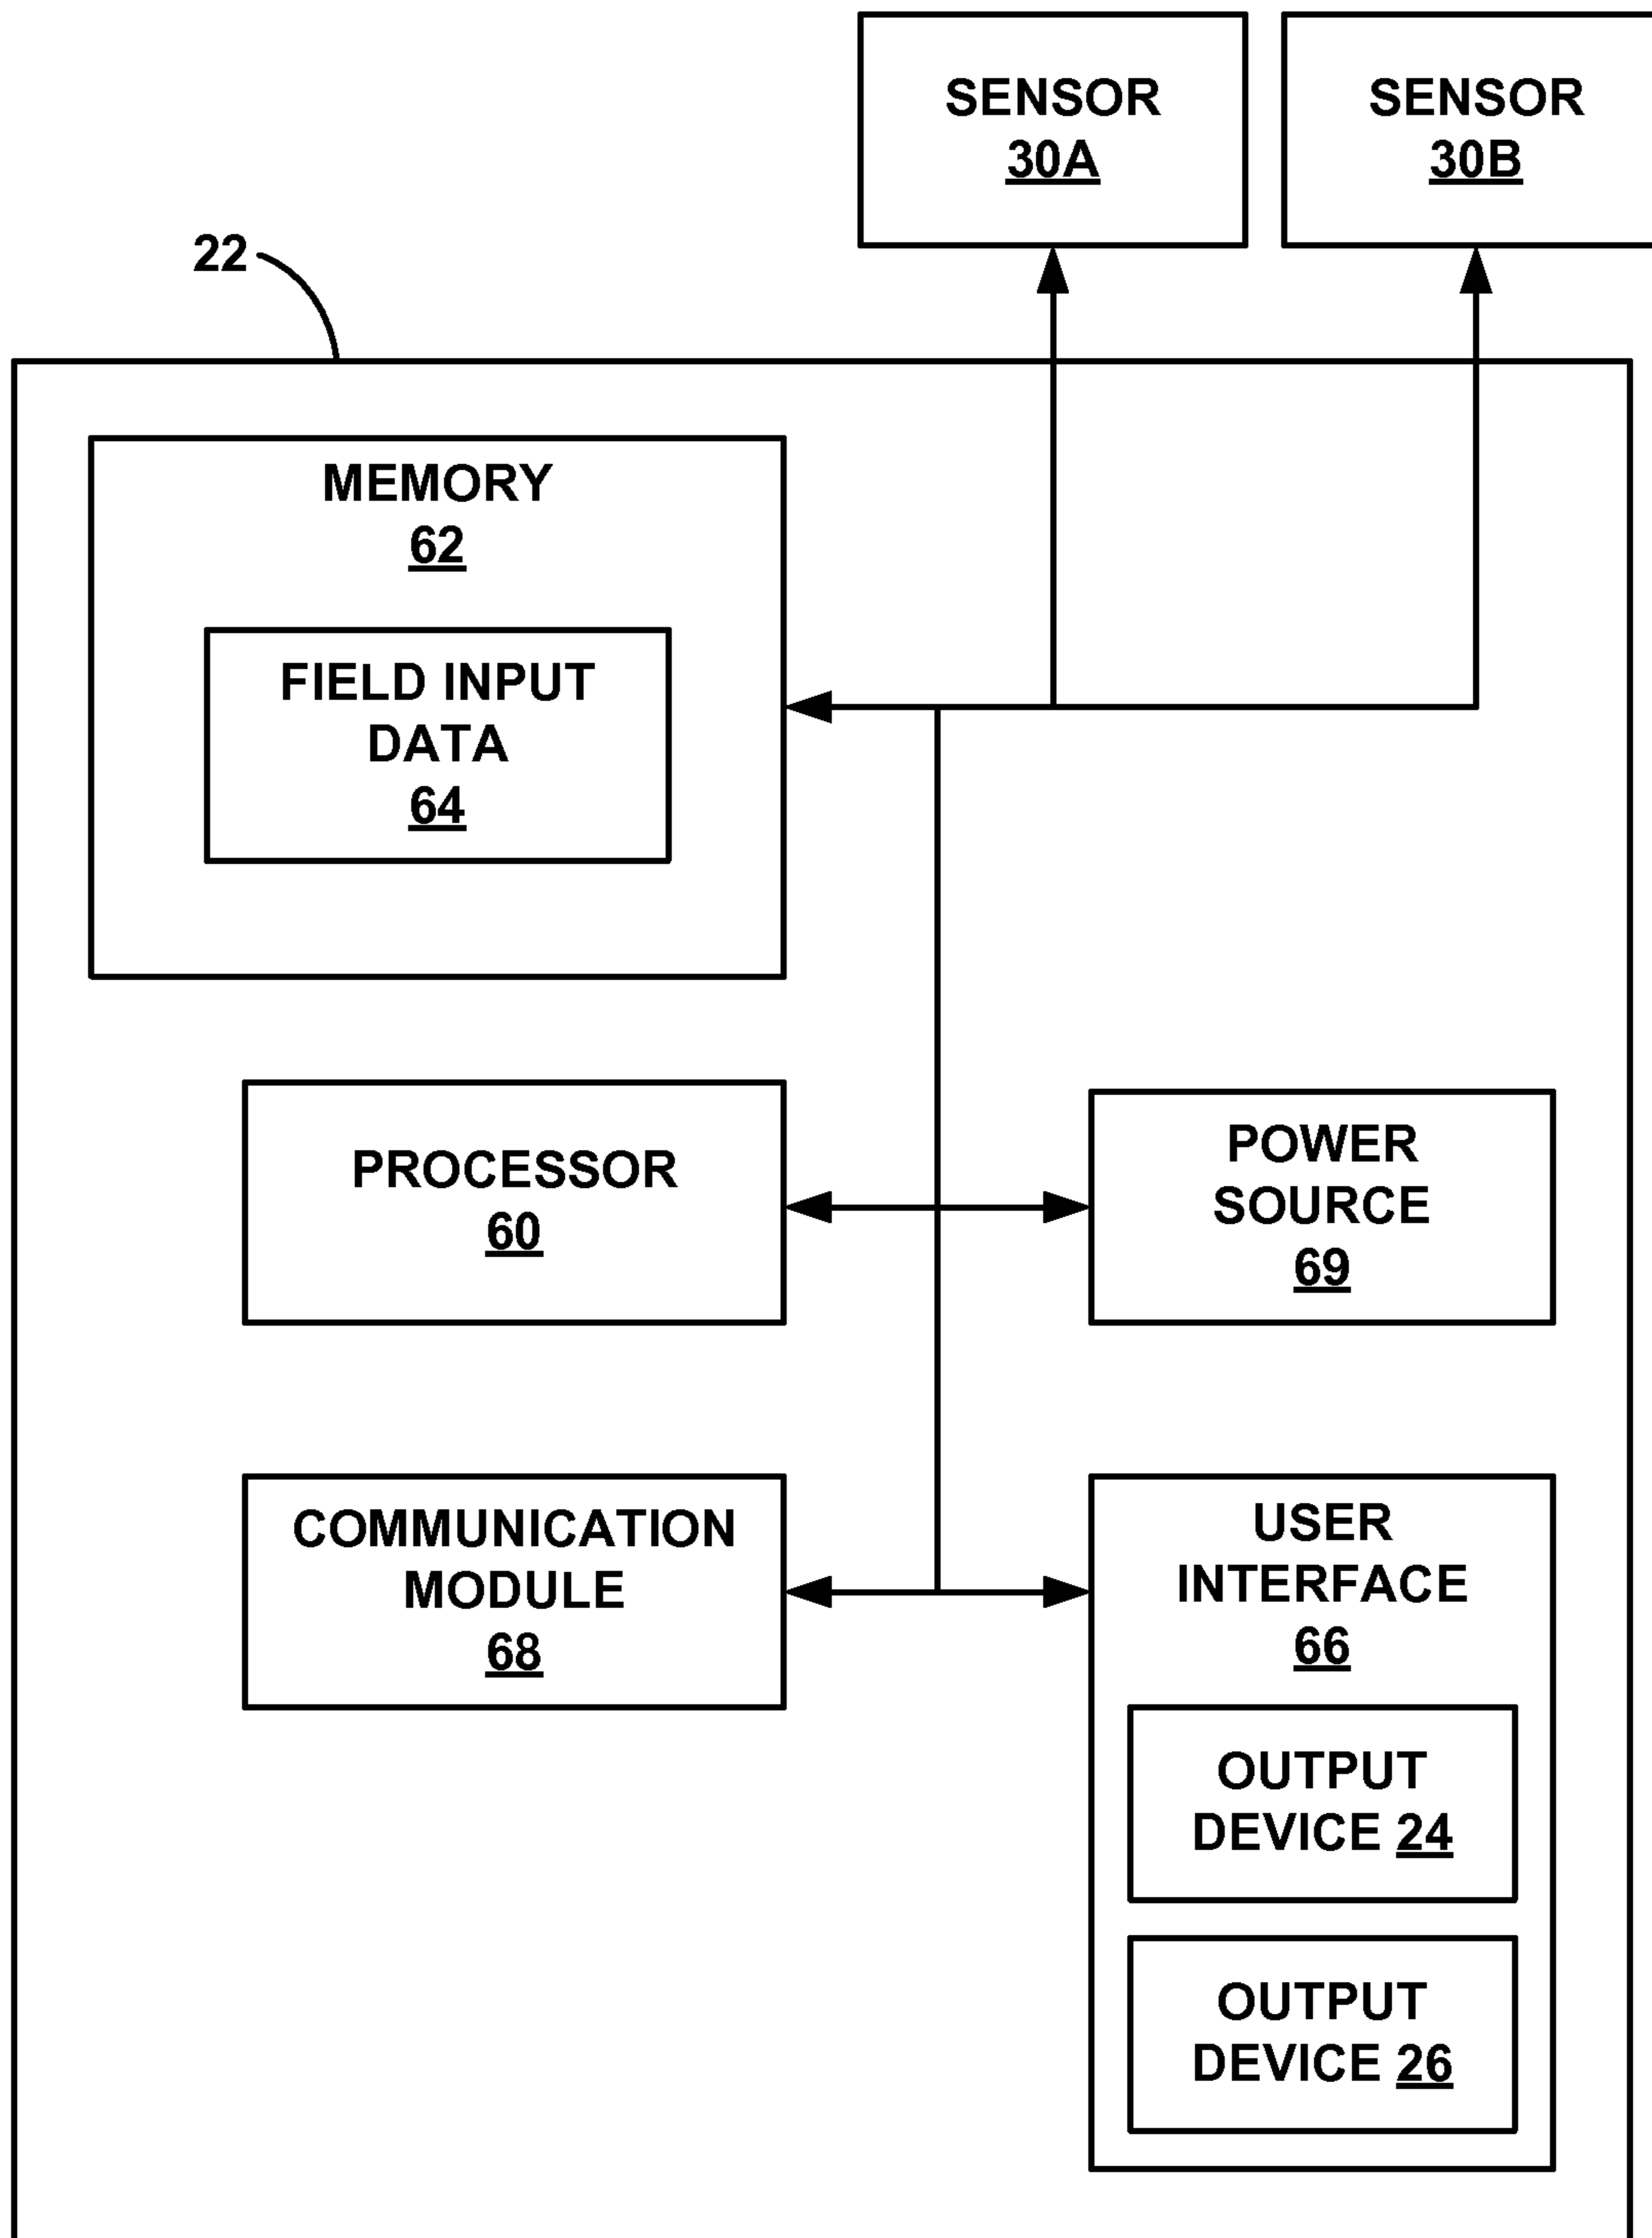 SENSOR
30A
SENSOR
30B
22
MEMORY
62
FIELD INPUT
DATA
64
PROCESSOR
60
POWER
SOURCE
69
COMMUNICATION
MODULE
68
USER
INTERFACE
66
OUTPUT
DEVICE 24
OUTPUT
DEVICE 26